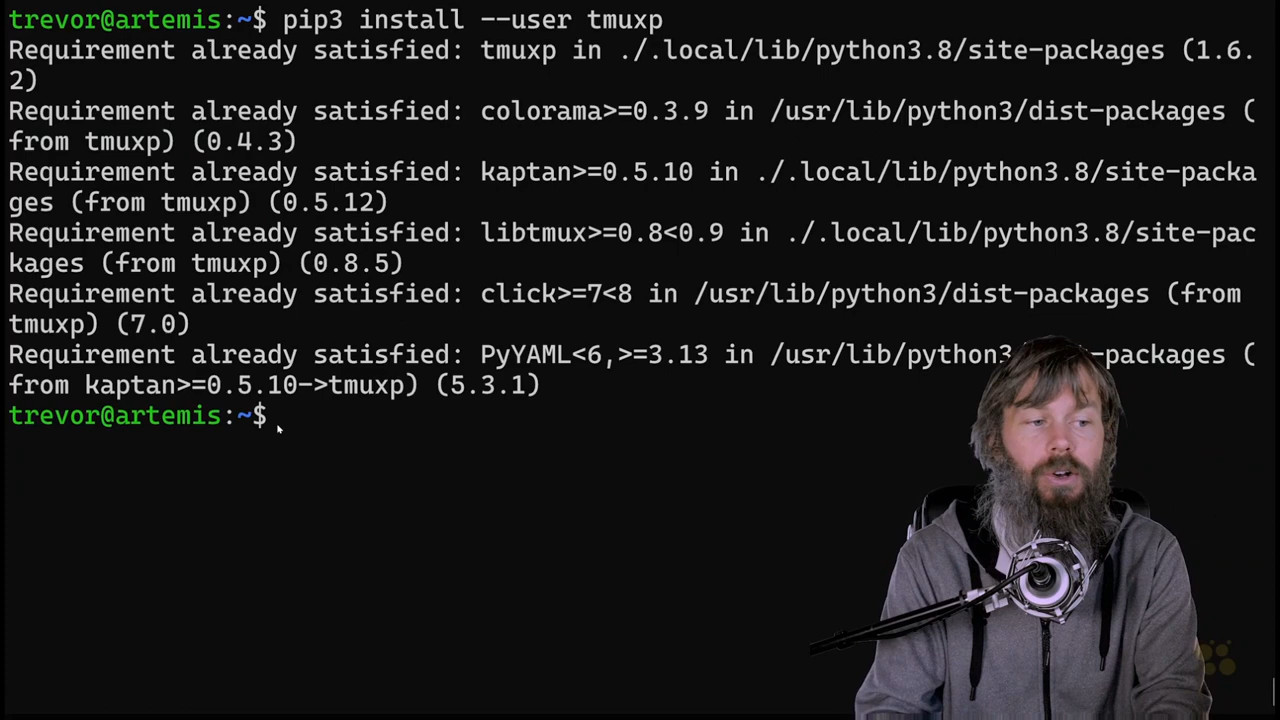 trevor@artemis:~$ pip3 install --user tmuxp
Requirement already satisfied: tmuxp in ./.local/lib/python3.8/site-packages (1.6.
2)
Requirement already satisfied: colorama>=0.3.9 in /usr/lib/python3/dist-packages (
from tmuxp) (0.4.3)
Requirement already satisfied: kaptan>=0.5.10 in ./.local/lib/python3.8/site-packa
ges (from tmuxp) (0.5.12)
Requirement already satisfied: libtmux>=0.8<0.9 in ./.local/lib/python3.8/site-pac
kages (from tmuxp) (0.8.5)
Requirement already satisfied: click>=7<8 in /usr/lib/python3/dist-packages (from
tmuxp) (7.0)
Requirement already satisfied: PyYAML<6,>=3.13 in /usr/lib/python3 -packages (
from kaptan>=0.5.10->tmuxp) (5.3.1)
trevor@artemis:~$